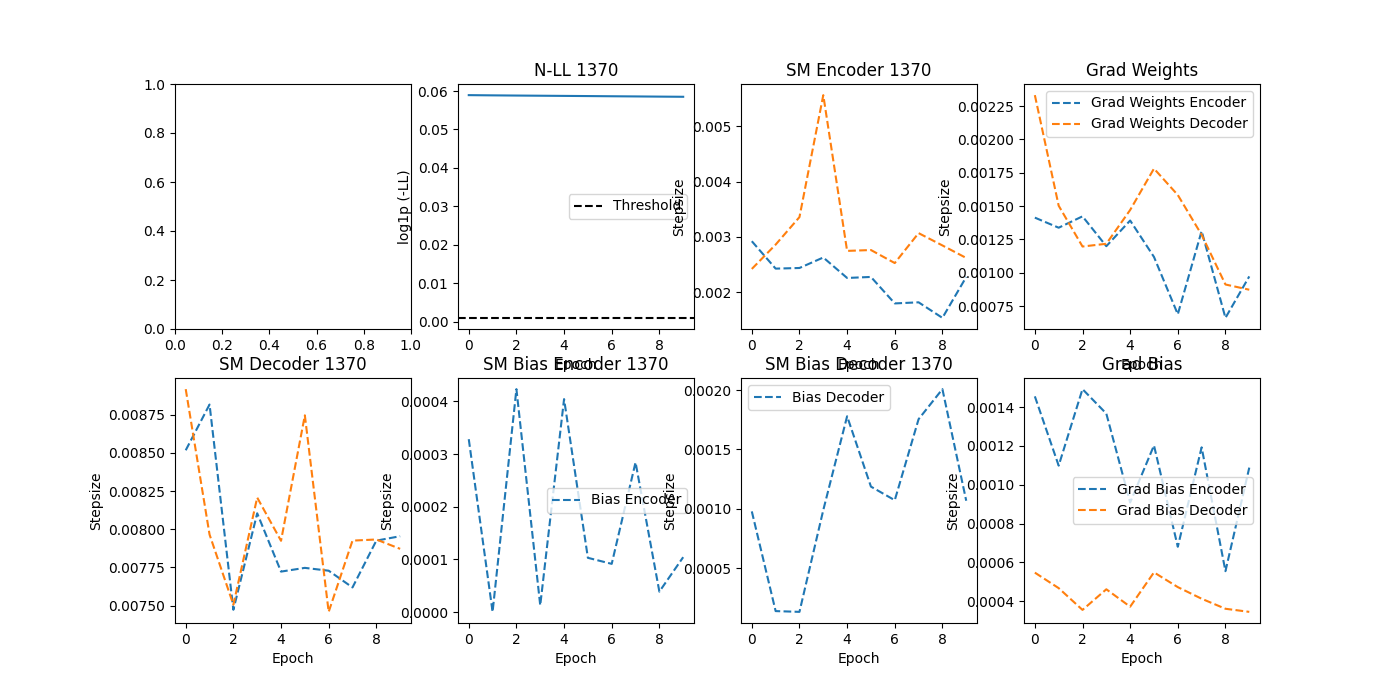 N-LL 1370
SM Encoder 1370
Grad Weights
1.0
0.8
0.6
0.4
0.2
0.0
0.0 0.2 0.4 0.6 0.8 1.0
log1p (-LL)
0.06
0.05
0.04
0.03
0.02
0.01
0.00
Threshold
0 2 4 6 8
Epoch
Stepsize
0.005
0.004
0.003
0.002
0 2 4 6 8
Epoch
Stepsize
0.00225
0.00200
0.00175
0.00150
0.00125
0.00100
0.00075
Grad Weights Encoder
Grad Weights Decoder
0 2 4 6 8
Epoch
SM Decoder 1370
SM Bias Encoder 1370
SM Bias Decoder 1370
Grad Bias
Stepsize
0.00875
0.00850
0.00825
0.00800
0.00775
0.00750
0 2 4 6 8
Epoch
Stepsize
0.0004
0.0003
0.0002
0.0001
0.0000
Bias Encoder
0 2 4 6 8
Epoch
Stepsize
0.0020
0.0015
0.0010
0.0005
Bias Decoder
0 2 4 6 8
Epoch
Stepsize
0.0014
0.0012
0.0010
0.0008
0.0006
0.0004
Grad Bias Encoder
Grad Bias Decoder
0 2 4 6 8
Epoch